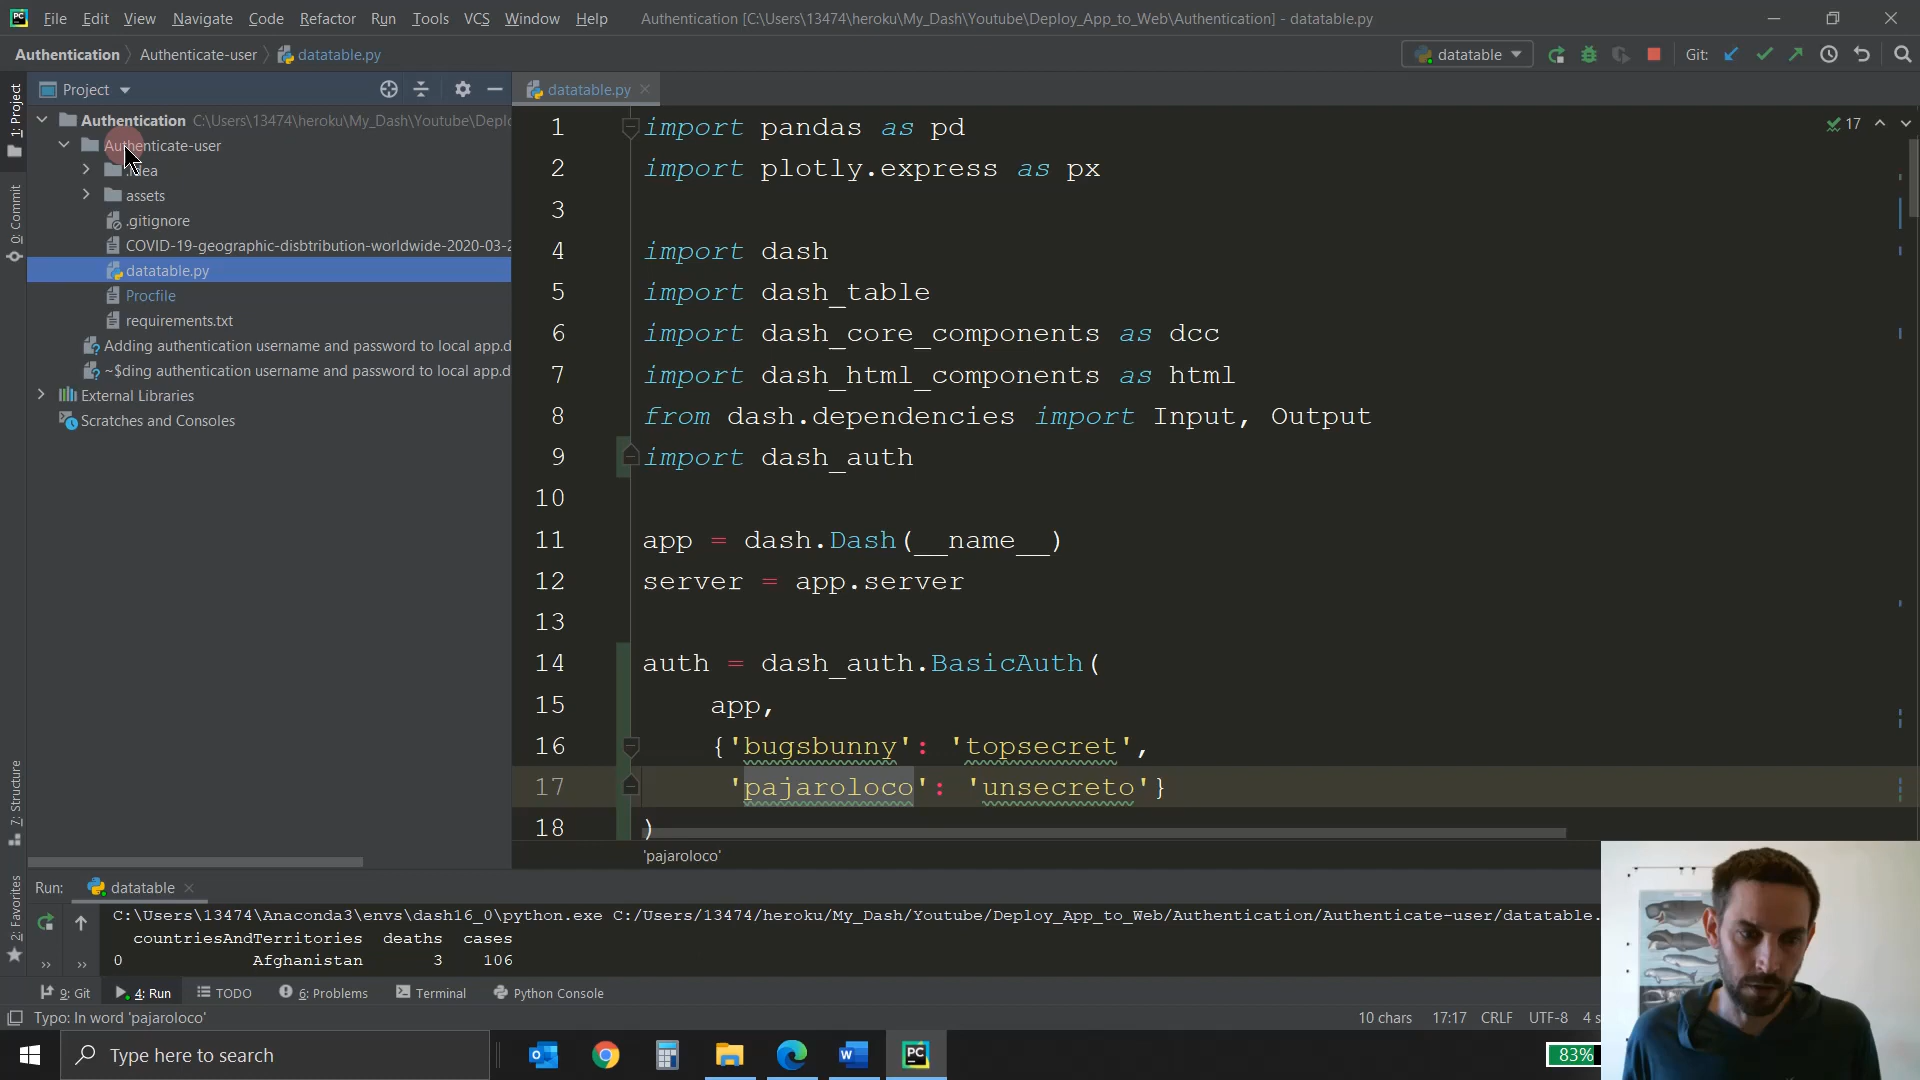 File Edit View Navigate Code Refactor Run Tools VCS Window Help Authentication [C:\Users\13474\heroku\My_Dash\Youtube\Deploy_App_to_Web\Authentication] - datatable.py
Authentication Authenticate-user datatable.py datatable Git:
1: Project
0: Commit
7: Structure
2: Favorites
Project
Authentication C:\Users\13474\heroku\My_Dash\Youtube\Depl
Authenticate-user
.idea
assets
.gitignore
COVID-19-geographic-disbtribution-worldwide-2020-03-2
datatable.py
Procfile
requirements.txt
Adding authentication username and password to local app.d
~$ding authentication username and password to local app.d
External Libraries
Scratches and Consoles
datatable.py
17
1 import pandas as pd
2 import plotly.express as px
3
4 import dash
5 import dash_table
6 import dash_core_components as dcc
7 import dash_html_components as html
8 from dash.dependencies import Input, Output
9 import dash_auth
10
11 app = dash.Dash(__name__)
12 server = app.server
13
14 auth = dash_auth.BasicAuth(
15 app,
16 {'bugsbunny': 'topsecret',
17 'pajaroloco': 'unsecreto'}
18 )
'pajaroloco'
Run: datatable
C:\Users\13474\Anaconda3\envs\dash16_0\python.exe C:/Users/13474/heroku/My_Dash/Youtube/Deploy_App_to_Web/Authentication/Authenticate-user/datatable.
countriesAndTerritories deaths cases
0 Afghanistan 3 106
9: Git 4: Run TODO 6: Problems Terminal Python Console
Typo: In word 'pajaroloco' 10 chars 17:17 CRLF UTF-8 4 s
Type here to search
83%